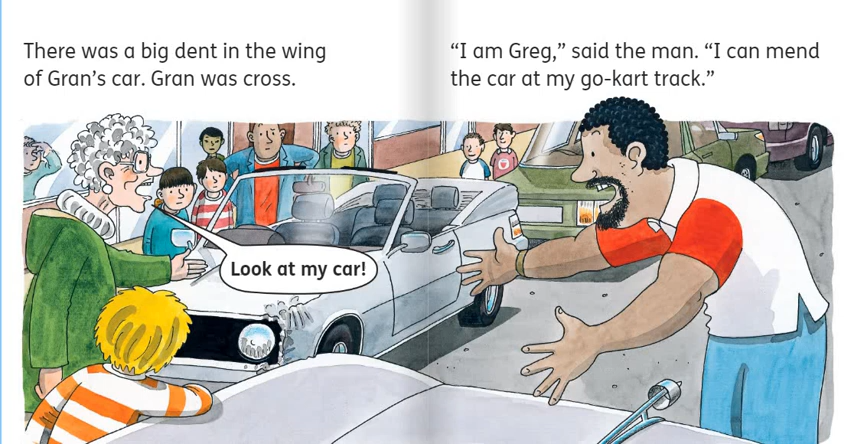 There was a big dent in the wing
of Gran’s car. Gran was cross.
“I am Greg,” said the man. “I can mend
the car at my go-kart track.”
Look at my car!